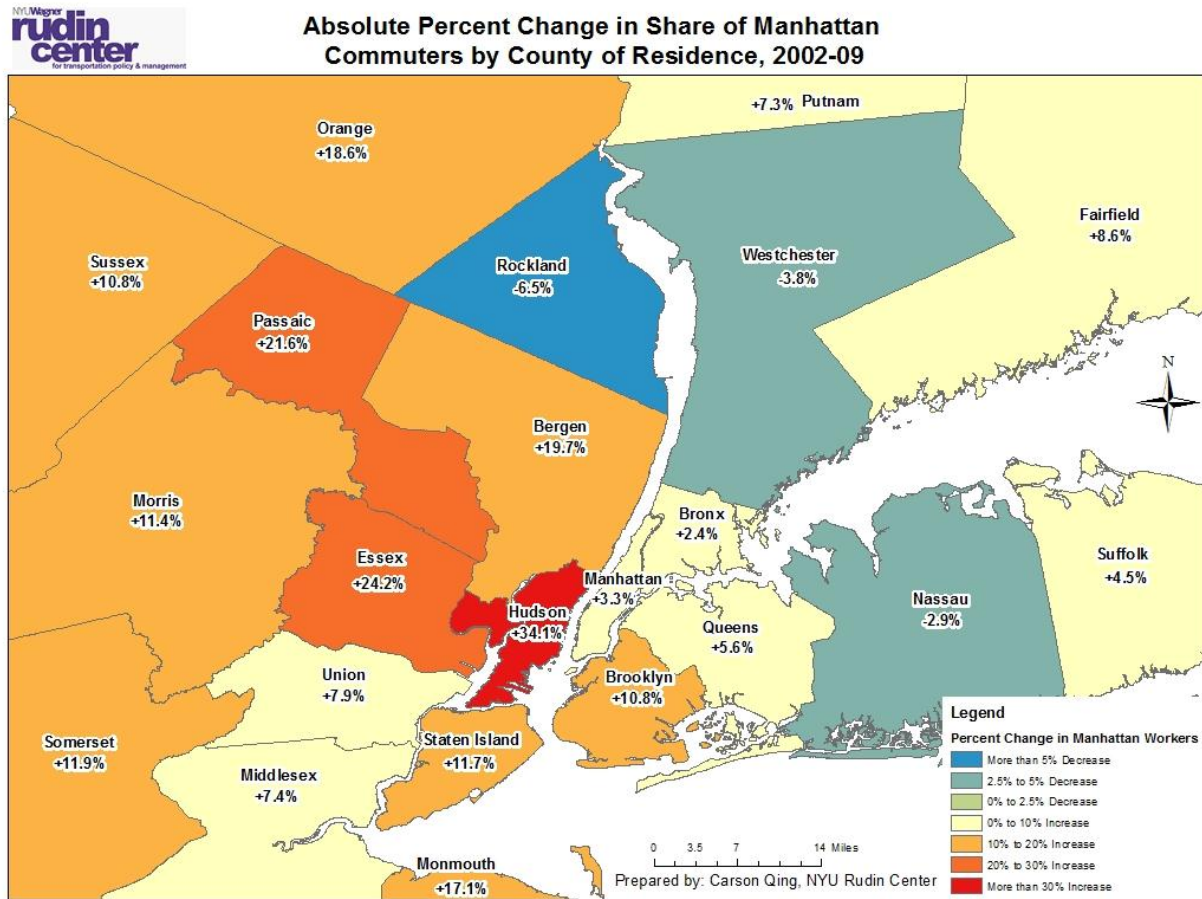 NYU Wagner
rudin
center
for transportation policy & management
Absolute Percent Change in Share of Manhattan
Commuters by County of Residence, 2002-09
+7.3% Putnam
Orange
+18.6%
Fairfield
+8.6%
Westchester
-3.8%
Rockland
-6.5%
Sussex
+10.8%
Passaic
+21.6%
N
Bergen
+19.7%
Morris
+11.4%
Bronx
+2.4%
Essex
+24.2%
Manhattan
+3.3%
Suffolk
+4.5%
Hudson
+34.1%
Nassau
-2.9%
Queens
+5.6%
Union
+7.9%
Brooklyn
+10.8%
Somerset
+11.9%
Staten Island
+11.7%
Middlesex
+7.4%
Monmouth
+17.1%
Legend
Percent Change in Manhattan Workers
More than 5% Decrease
2.5% to 5% Decrease
0% to 2.5% Decrease
0% to 10% Increase
10% to 20% Increase
20% to 30% Increase
More than 30% Increase
0 3.5 7 14 Miles
Prepared by: Carson Qing, NYU Rudin Center